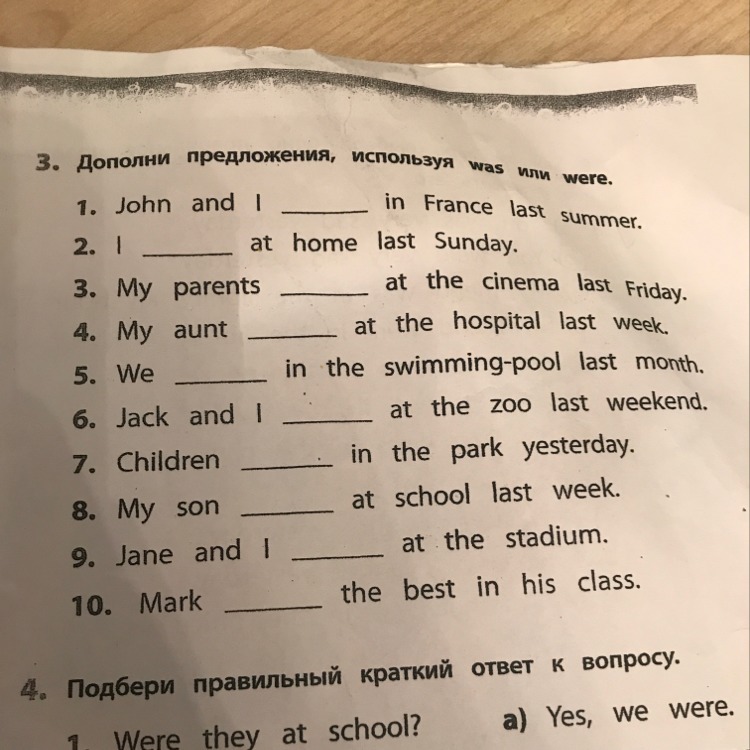 3. Дополни предложения, используя was или were.
1. John and I ______ in France last summer.
2. I ______ at home last Sunday.
3. My parents ______ at the cinema last Friday.
4. My aunt ______ at the hospital last week.
5. We ______ in the swimming-pool last month.
6. Jack and I ______ at the zoo last weekend.
7. Children ______ in the park yesterday.
8. My son ______ at school last week.
9. Jane and I ______ at the stadium.
10. Mark ______ the best in his class.
4. Подбери правильный краткий ответ к вопросу.
1. Were they at school? a) Yes, we were.